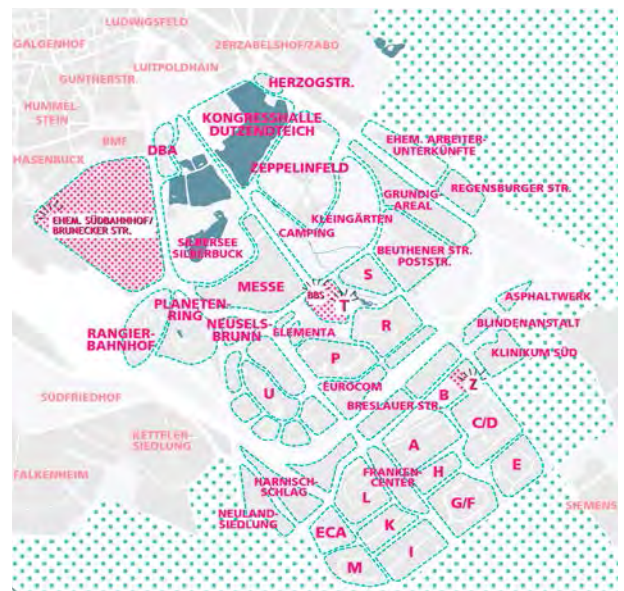 LUDWIGSFELD
GALGENHOF
ZERZABELSHOF/ZABO
LUITPOLDHAIN
GUNTHERSTR.
HERZOGSTR.
HUMMEL-
STEIN
KONGRESSHALLE
DUTZENDTEICH
BMF
DBA
EHEM. ARBEITER-
UNTERKÜNFTE
HASENBUCK
ZEPPELINFELD
GRUNDIG-
AREAL
REGENSBURGER STR.
EHEM. SÜDBAHNHOF/
BRUNECKER STR.
KLEINGÄRTEN
CAMPING
BEUTHENER STR.
POSTSTR.
SILBERSEE
SILBERBUCK
S
MESSE
BBS
T
ASPHALTWERK
PLANETEN-
RING
NEUSELS-
BRUNN
ELEMENTA
R
BLINDENANSTALT
RANGIER-
BAHNHOF
P
KLINIKUM SÜD
EUROCOM
Z
U
B
SÜDFRIEDHOF
BRESLAUER STR.
C/D
KETTELER-
SIEDLUNG
A
FALKENHEIM
FRANKEN-
CENTER
H
E
HARNISCH-
SCHLAG
L
G/F
SIEMENS
NEULAND-
SIEDLUNG
K
ECA
I
M